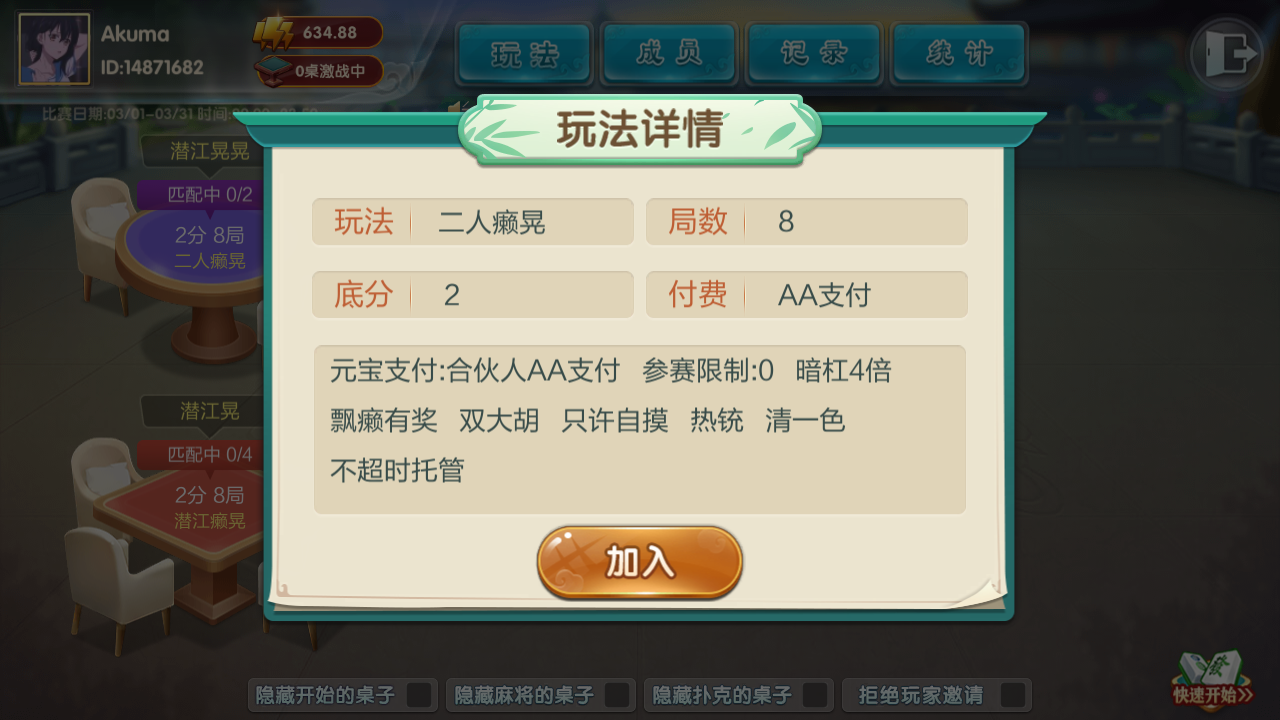 Akuma
ID:14871682
634.88
0桌激战中
玩法
成员
记录
统计
比赛日期:03/01-03/31 时间:
玩法详情
潜江晃晃
匹配中 0/2
2分 8局
二人癞晃
潜江晃
匹配中 0/4
2分 8局
潜江癞晃
玩法 二人癞晃
局数 8
底分 2
付费 AA支付
元宝支付:合伙人AA支付 参赛限制:0 暗杠4倍
飘癞有奖 双大胡 只许自摸 热铳 清一色
不超时托管
加入
隐藏开始的桌子
隐藏麻将的桌子
隐藏扑克的桌子
拒绝玩家邀请
快速开始